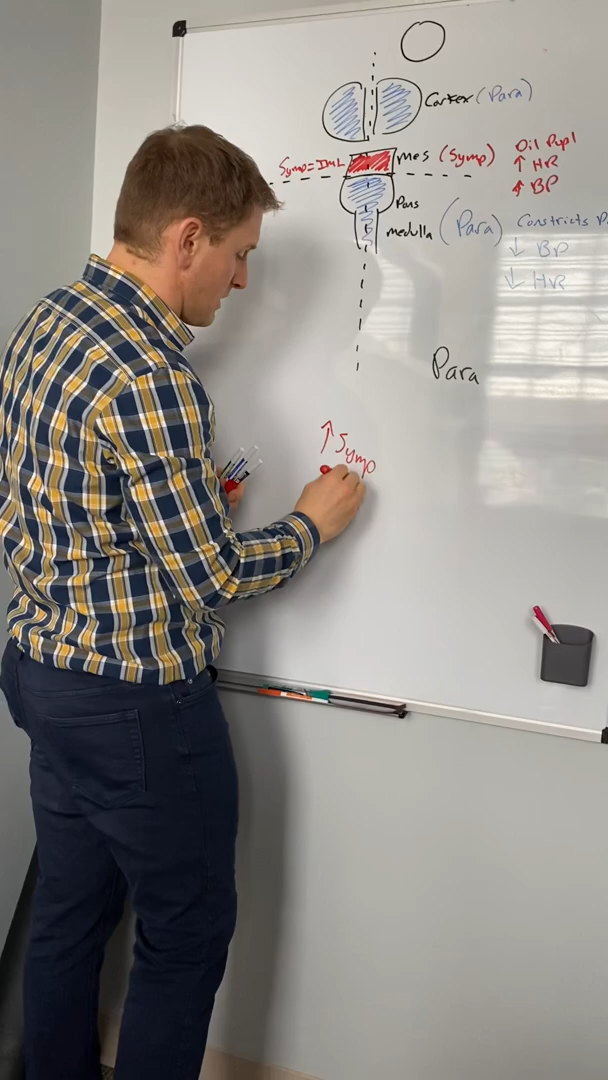 Cortex (Para)
Symp=IML
mes (Symp)
Dil Pupl
↑ HR
↑ BP
Pons
medulla (Para)
Constricts P
↓ BP
↓ HR
Para
↑ Symp